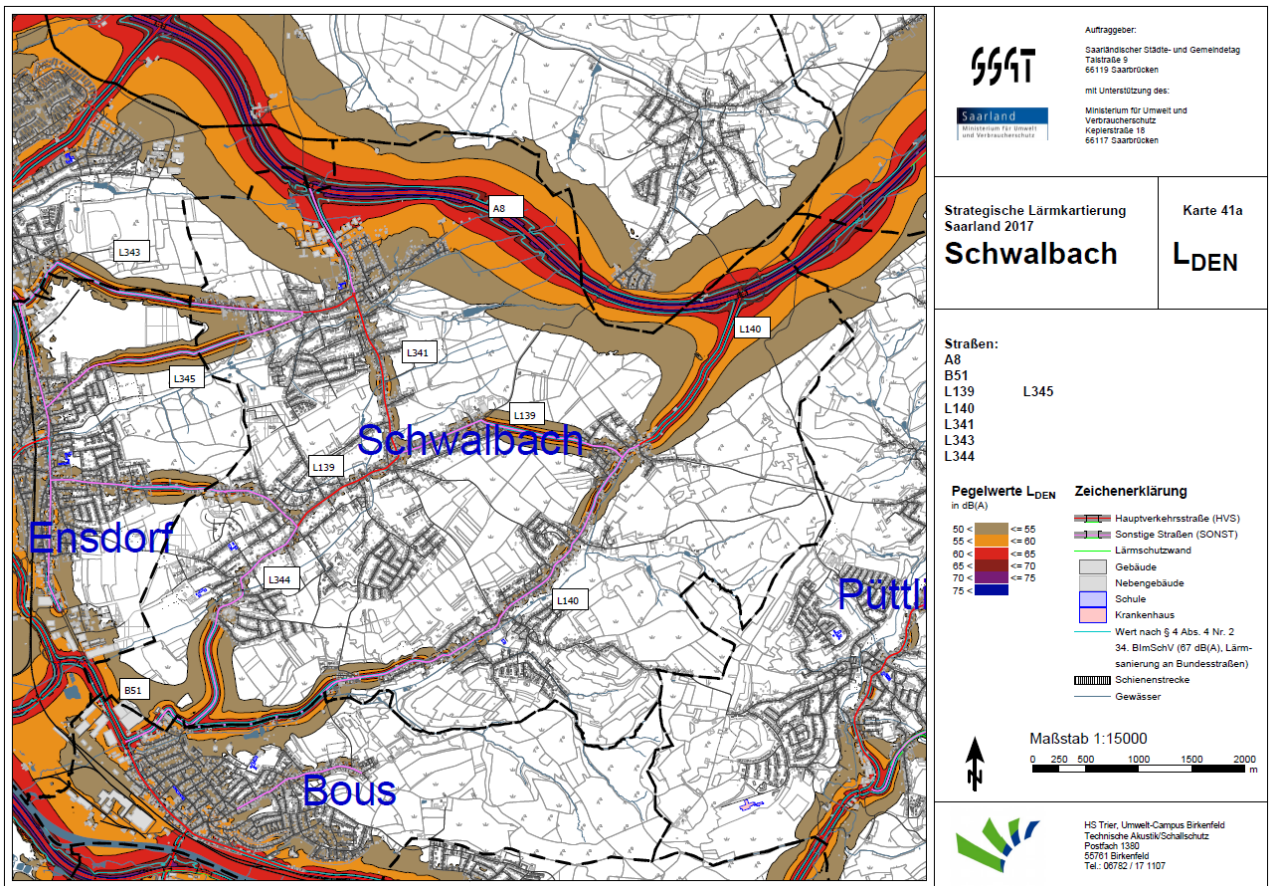 A8
L343
L140
L341
L345
L139
Schwalbach
L139
Ensdorf
L344
Püttli
L140
B51
Bous
SSGT
Saarland
Ministerium für Umwelt
und Verbraucherschutz
Auftraggeber:
Saarländischer Städte- und Gemeindetag
Talstraße 9
66119 Saarbrücken
mit Unterstützung des:
Ministerium für Umwelt und
Verbraucherschutz
Keplerstraße 18
66117 Saarbrücken
Strategische Lärmkartierung
Saarland 2017
Schwalbach
Karte 41a
LDEN
Straßen:
A8
B51
L139 L345
L140
L341
L343
L344
Pegelwerte LDEN
in dB(A)
50 < <= 55
55 < <= 60
60 < <= 65
65 < <= 70
70 < <= 75
75 <
Zeichenerklärung
Hauptverkehrsstraße (HVS)
Sonstige Straßen (SONST)
Lärmschutzwand
Gebäude
Nebengebäude
Schule
Krankenhaus
Wert nach § 4 Abs. 4 Nr. 2
34. BImSchV (67 dB(A), Lärm-
sanierung an Bundesstraßen)
Schienenstrecke
Gewässer
N
Maßstab 1:15000
0 250 500 1000 1500 2000
m
HS Trier, Umwelt-Campus Birkenfeld
Technische Akustik/Schallschutz
Postfach 1380
55761 Birkenfeld
Tel.: 06782 / 17 1107